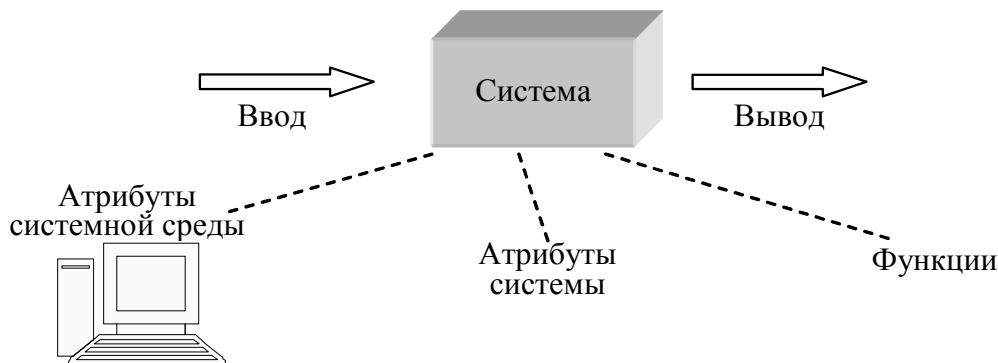 Система
Ввод
Вывод
Атрибуты
системной среды
Атрибуты
системы
Функции